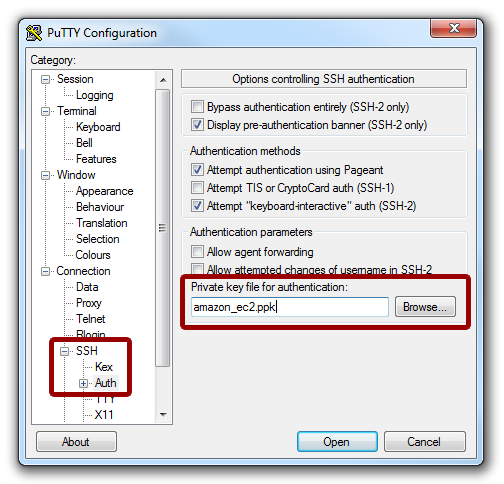 PuTTY Configuration
Category:
Session
Logging
Terminal
Keyboard
Bell
Features
Window
Appearance
Behaviour
Translation
Selection
Colours
Connection
Data
Proxy
Telnet
Rlogin
SSH
Kex
Auth
TTY
X11
Options controlling SSH authentication
Bypass authentication entirely (SSH-2 only)
Display pre-authentication banner (SSH-2 only)
Authentication methods
Attempt authentication using Pageant
Attempt TIS or CryptoCard auth (SSH-1)
Attempt "keyboard-interactive" auth (SSH-2)
Authentication parameters
Allow agent forwarding
Allow attempted changes of username in SSH-2
Private key file for authentication:
amazon_ec2.ppk
Browse...
About
Open
Cancel